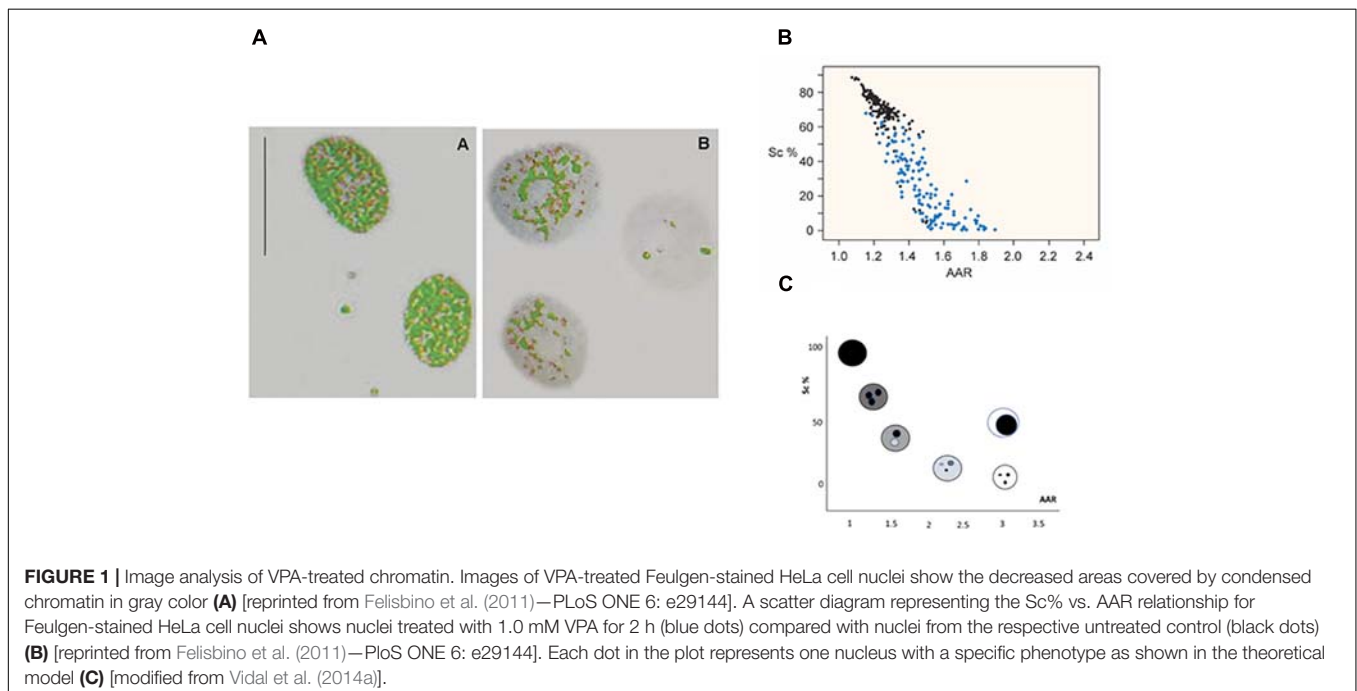 A
B
A
B
Sc %
80
60
40
20
0
1.0 1.2 1.4 1.6 1.8 2.0 2.2 2.4
AAR
C
Sc %
100
50
0
AAR
1 1.5 2 2.5 3 3.5
FIGURE 1 | Image analysis of VPA-treated chromatin. Images of VPA-treated Feulgen-stained HeLa cell nuclei show the decreased areas covered by condensed
chromatin in gray color (A) [reprinted from Felisbino et al. (2011)—PLoS ONE 6: e29144]. A scatter diagram representing the Sc% vs. AAR relationship for
Feulgen-stained HeLa cell nuclei shows nuclei treated with 1.0 mM VPA for 2 h (blue dots) compared with nuclei from the respective untreated control (black dots)
(B) [reprinted from Felisbino et al. (2011)—PloS ONE 6: e29144]. Each dot in the plot represents one nucleus with a specific phenotype as shown in the theoretical
model (C) [modified from Vidal et al. (2014a)].